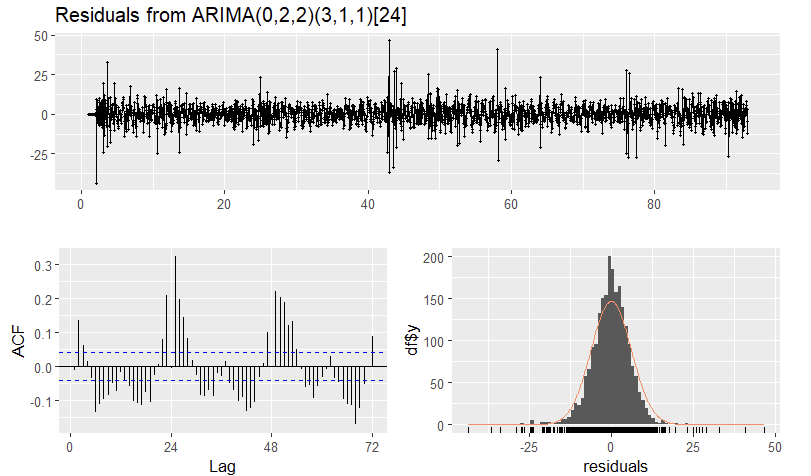 Residuals from ARIMA(0,2,2)(3,1,1)[24]
50
25
0
-25
0 20 40 60 80
0.3
0.2
0.1
0.0
-0.1
ACF
0 24 48 72
Lag
200
150
100
50
0
df$y
-25 0 25 50
residuals